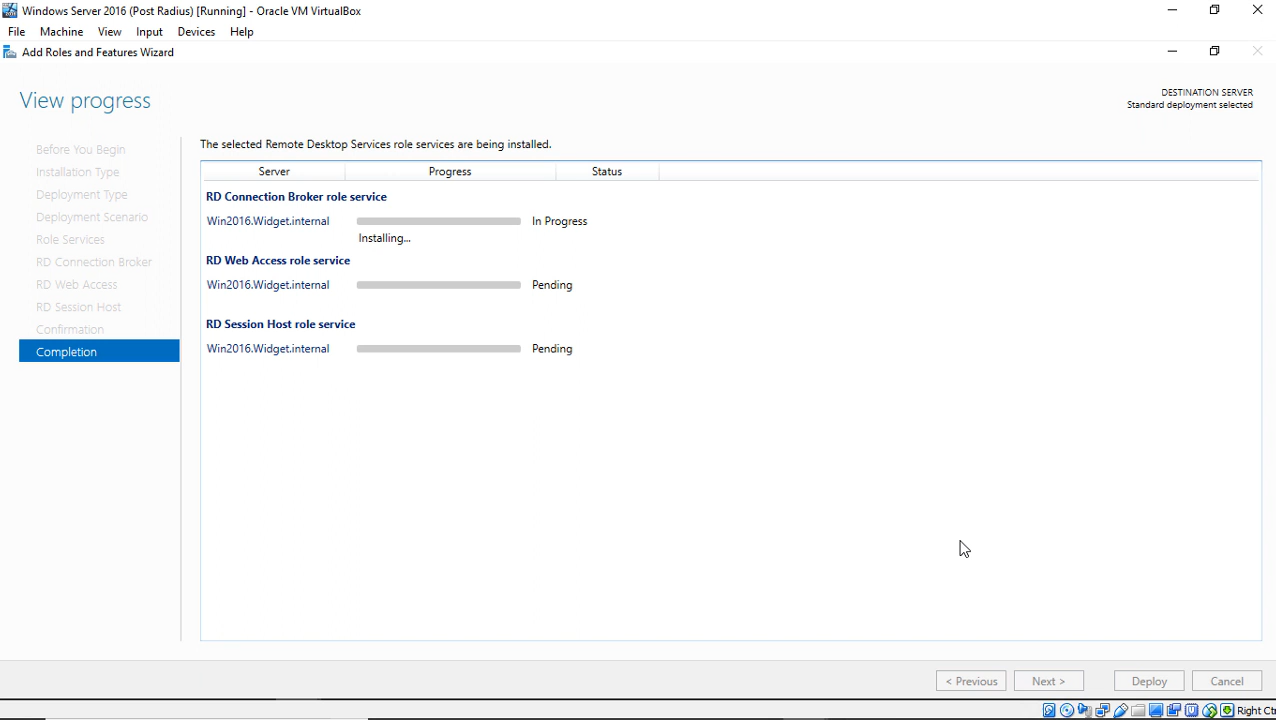 Windows Server 2016 (Post Radius) [Running] - Oracle VM VirtualBox
File Machine View Input Devices Help
Add Roles and Features Wizard
View progress
DESTINATION SERVER
Standard deployment selected
Before You Begin
Installation Type
Deployment Type
Deployment Scenario
Role Services
RD Connection Broker
RD Web Access
RD Session Host
Confirmation
Completion
The selected Remote Desktop Services role services are being installed.
Server Progress Status
RD Connection Broker role service
Win2016.Widget.internal In Progress
Installing...
RD Web Access role service
Win2016.Widget.internal Pending
RD Session Host role service
Win2016.Widget.internal Pending
< Previous Next > Deploy Cancel
Right Ctr